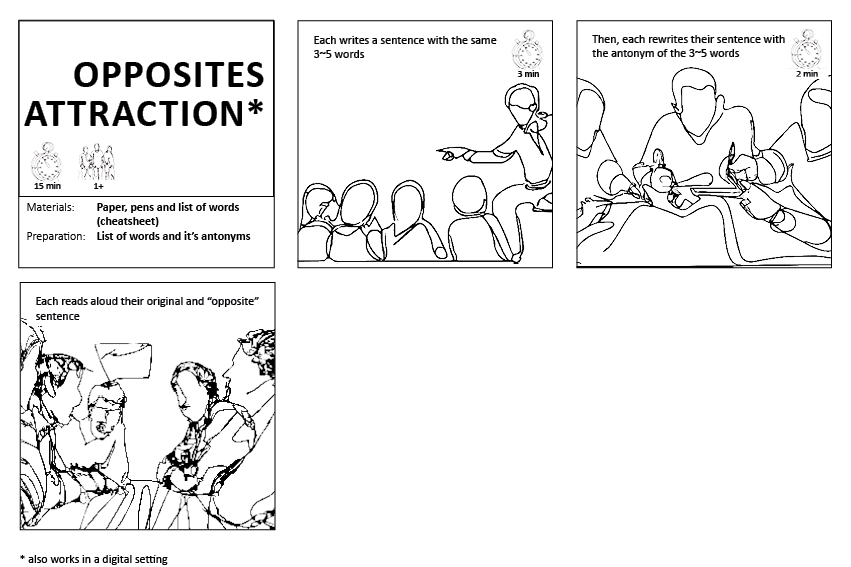 OPPOSITES
ATTRACTION*
15 min
1+
Materials: Paper, pens and list of words
(cheatsheet)
Preparation: List of words and it's antonyms
Each writes a sentence with the same
3~5 words
3 min
Then, each rewrites their sentence with
the antonym of the 3~5 words
2 min
Each reads aloud their original and “opposite”
sentence
* also works in a digital setting